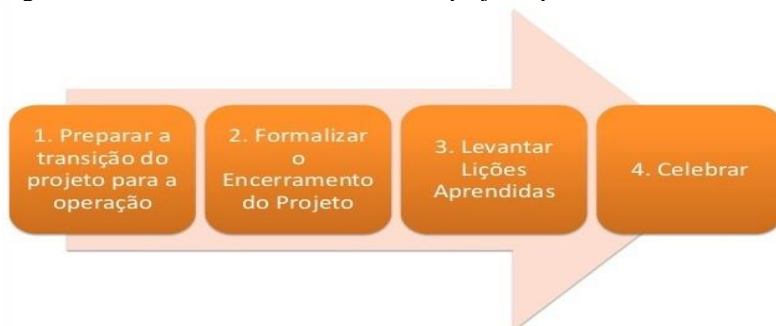 1. Preparar a
transição do
projeto para a
operação
2. Formalizar
o
Encerramento
do Projeto
3. Levantar
Lições
Aprendidas
4. Celebrar